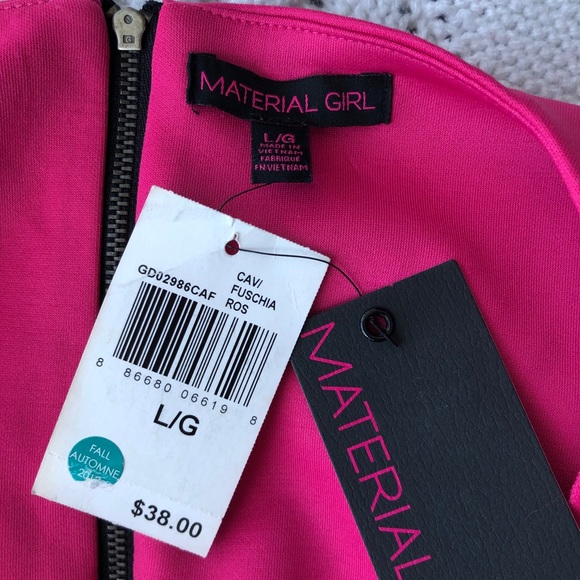 MATERIAL GIRL
L/G
MADE IN
VIETNAM
FABRIQUE
EN VIETNAM
GD02986CAF
CAV/
FUSCHIA
ROS
8 86680 06619 8
L/G
FALL
AUTOMNE
$38.00
MATERIAL